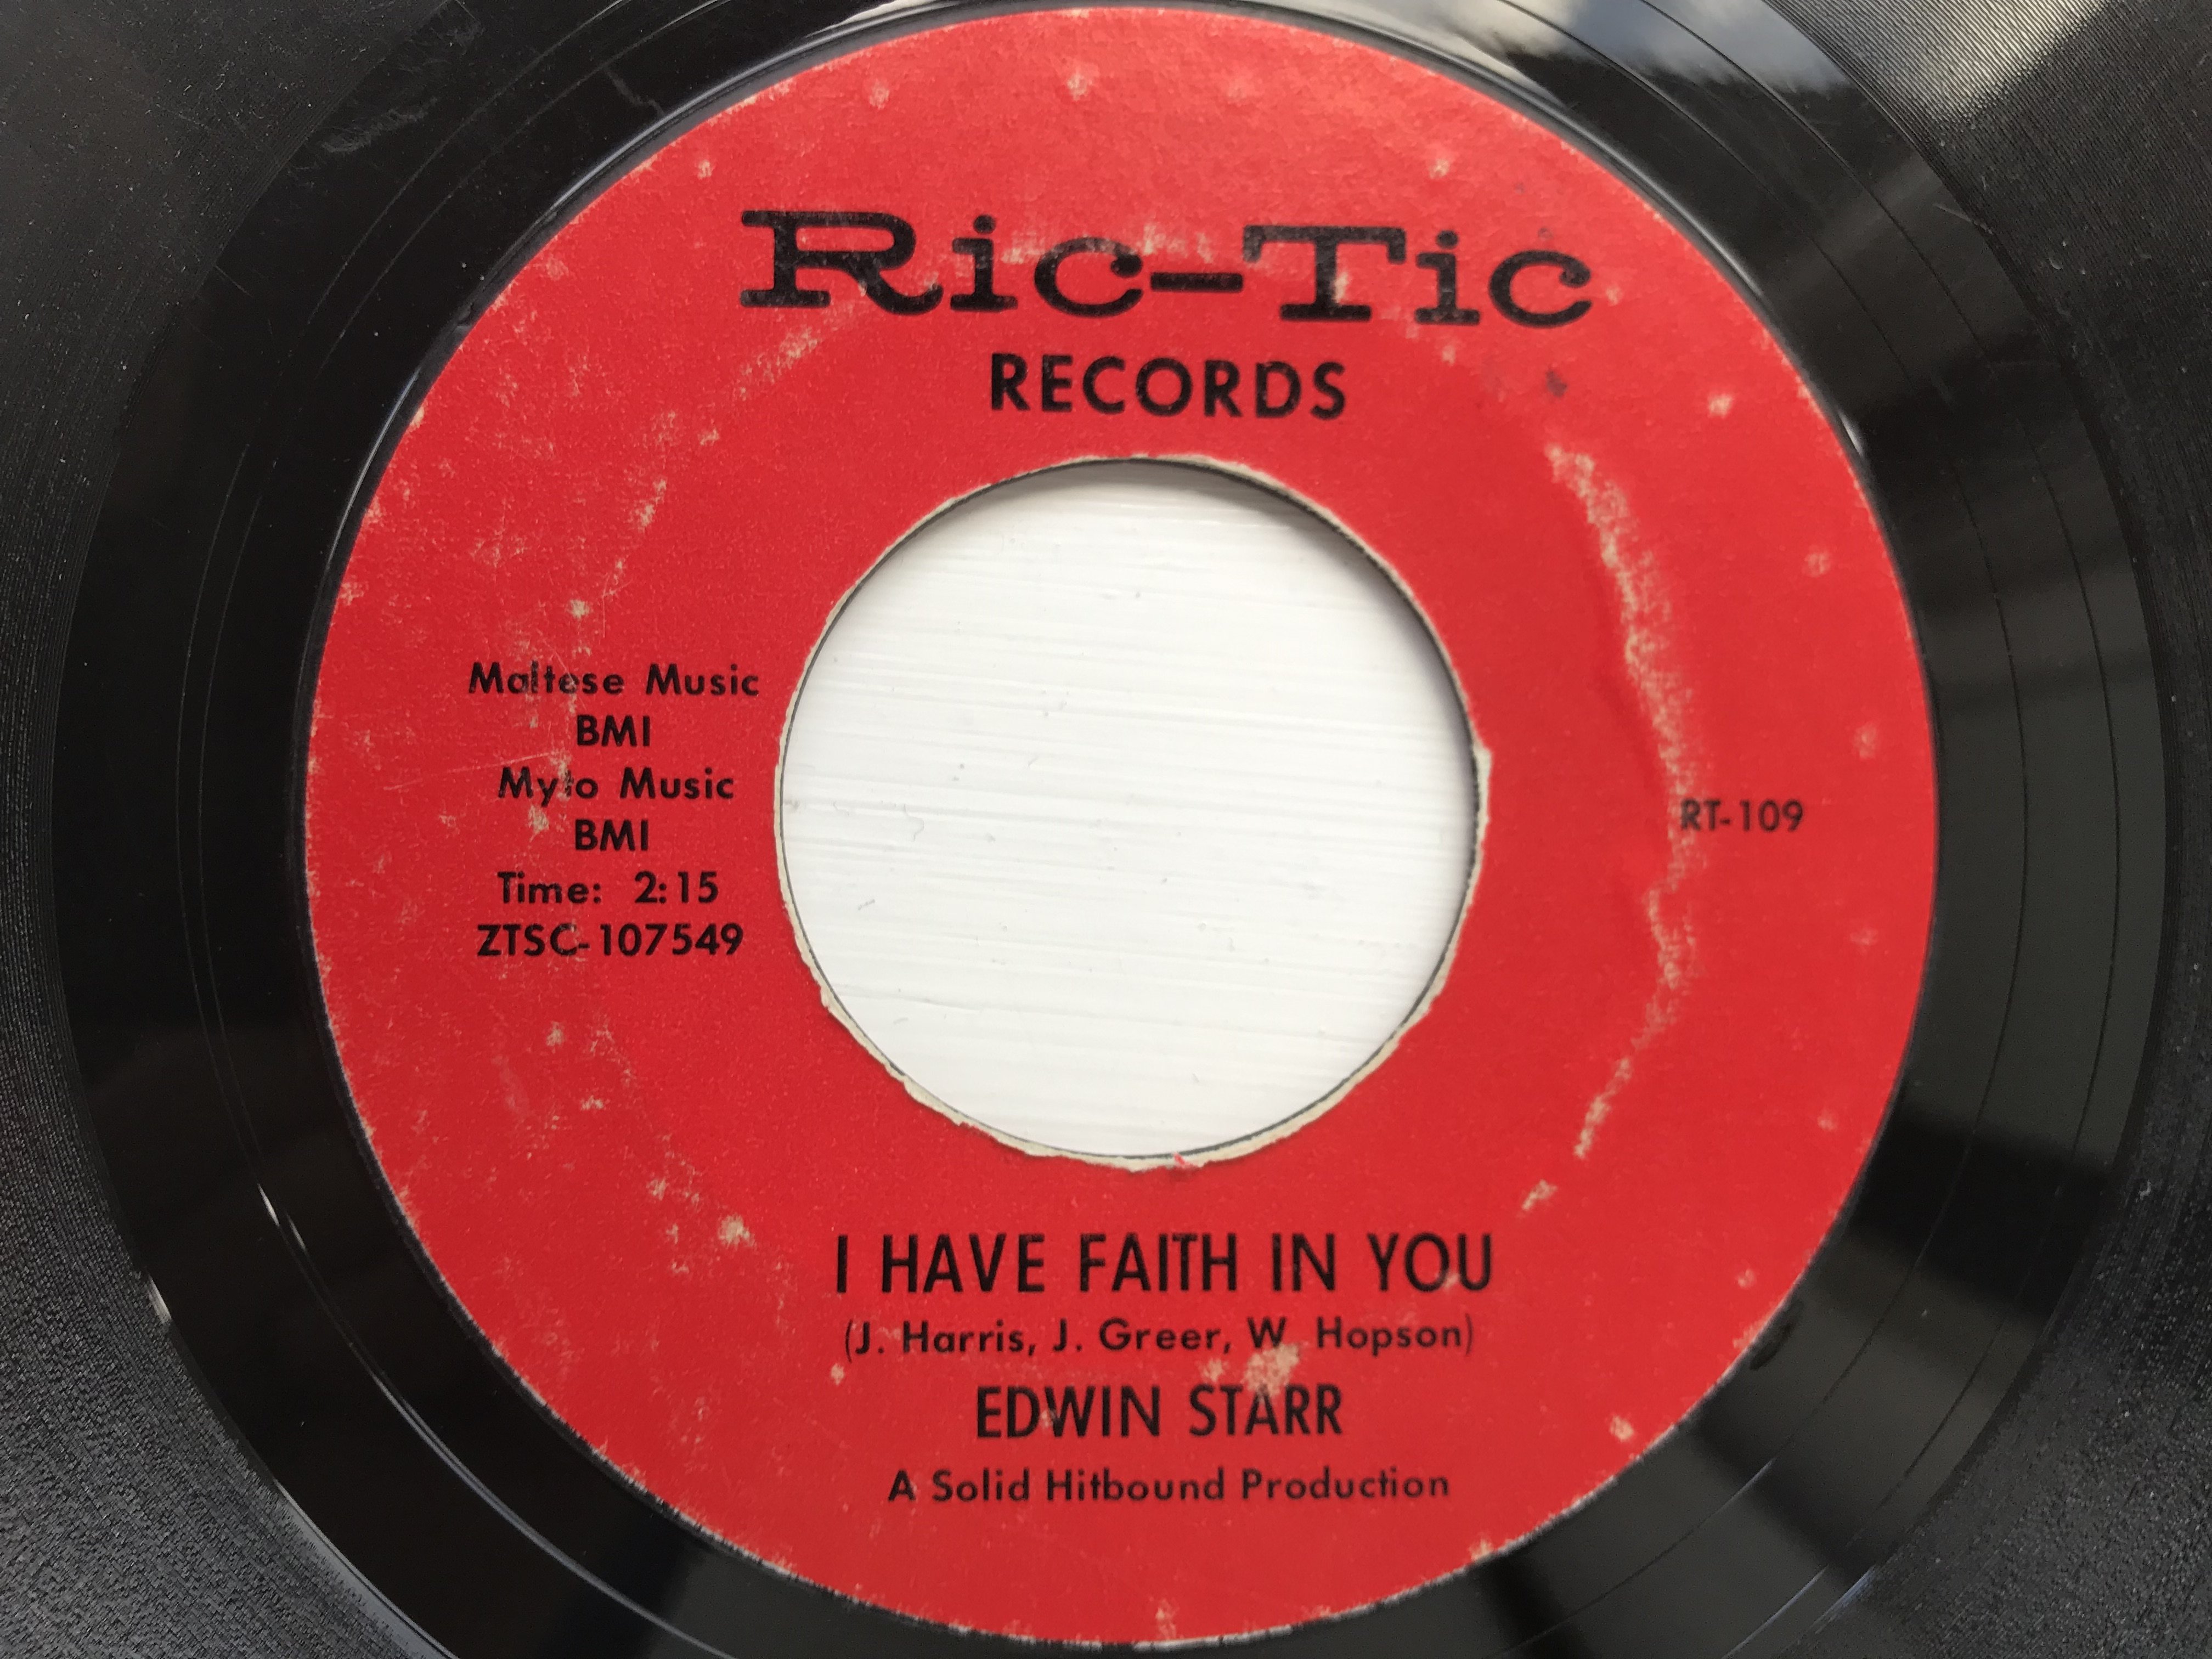 Ric-Tic
RECORDS
Maltese Music
BMI
Myto Music
BMI
Time: 2:15
ZTSC-107549
RT-109
I HAVE FAITH IN YOU
(J. Harris, J. Greer, W Hopson)
EDWIN STARR
A Solid Hitbound Production